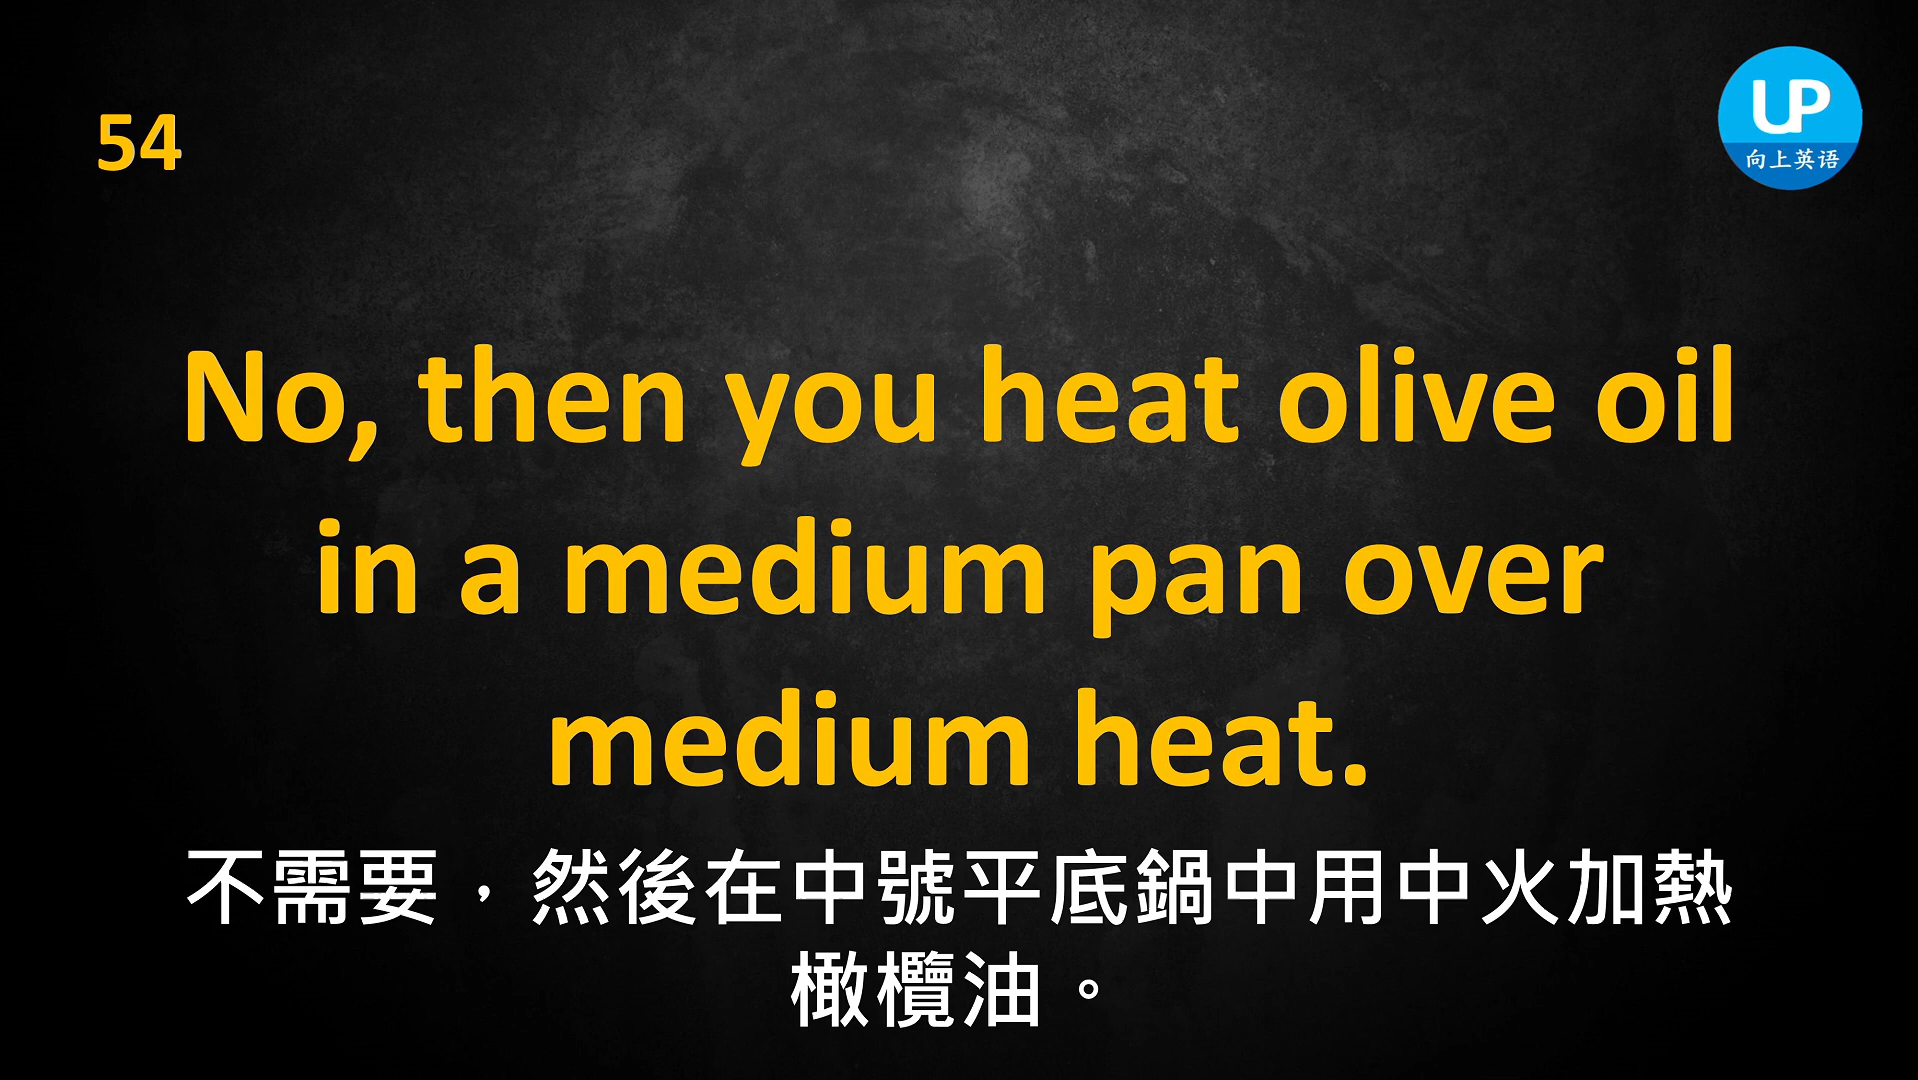 54
UP
向上英语
No, then you heat olive oil
in a medium pan over
medium heat.
不需要，然後在中號平底鍋中用中火加熱
橄欖油。